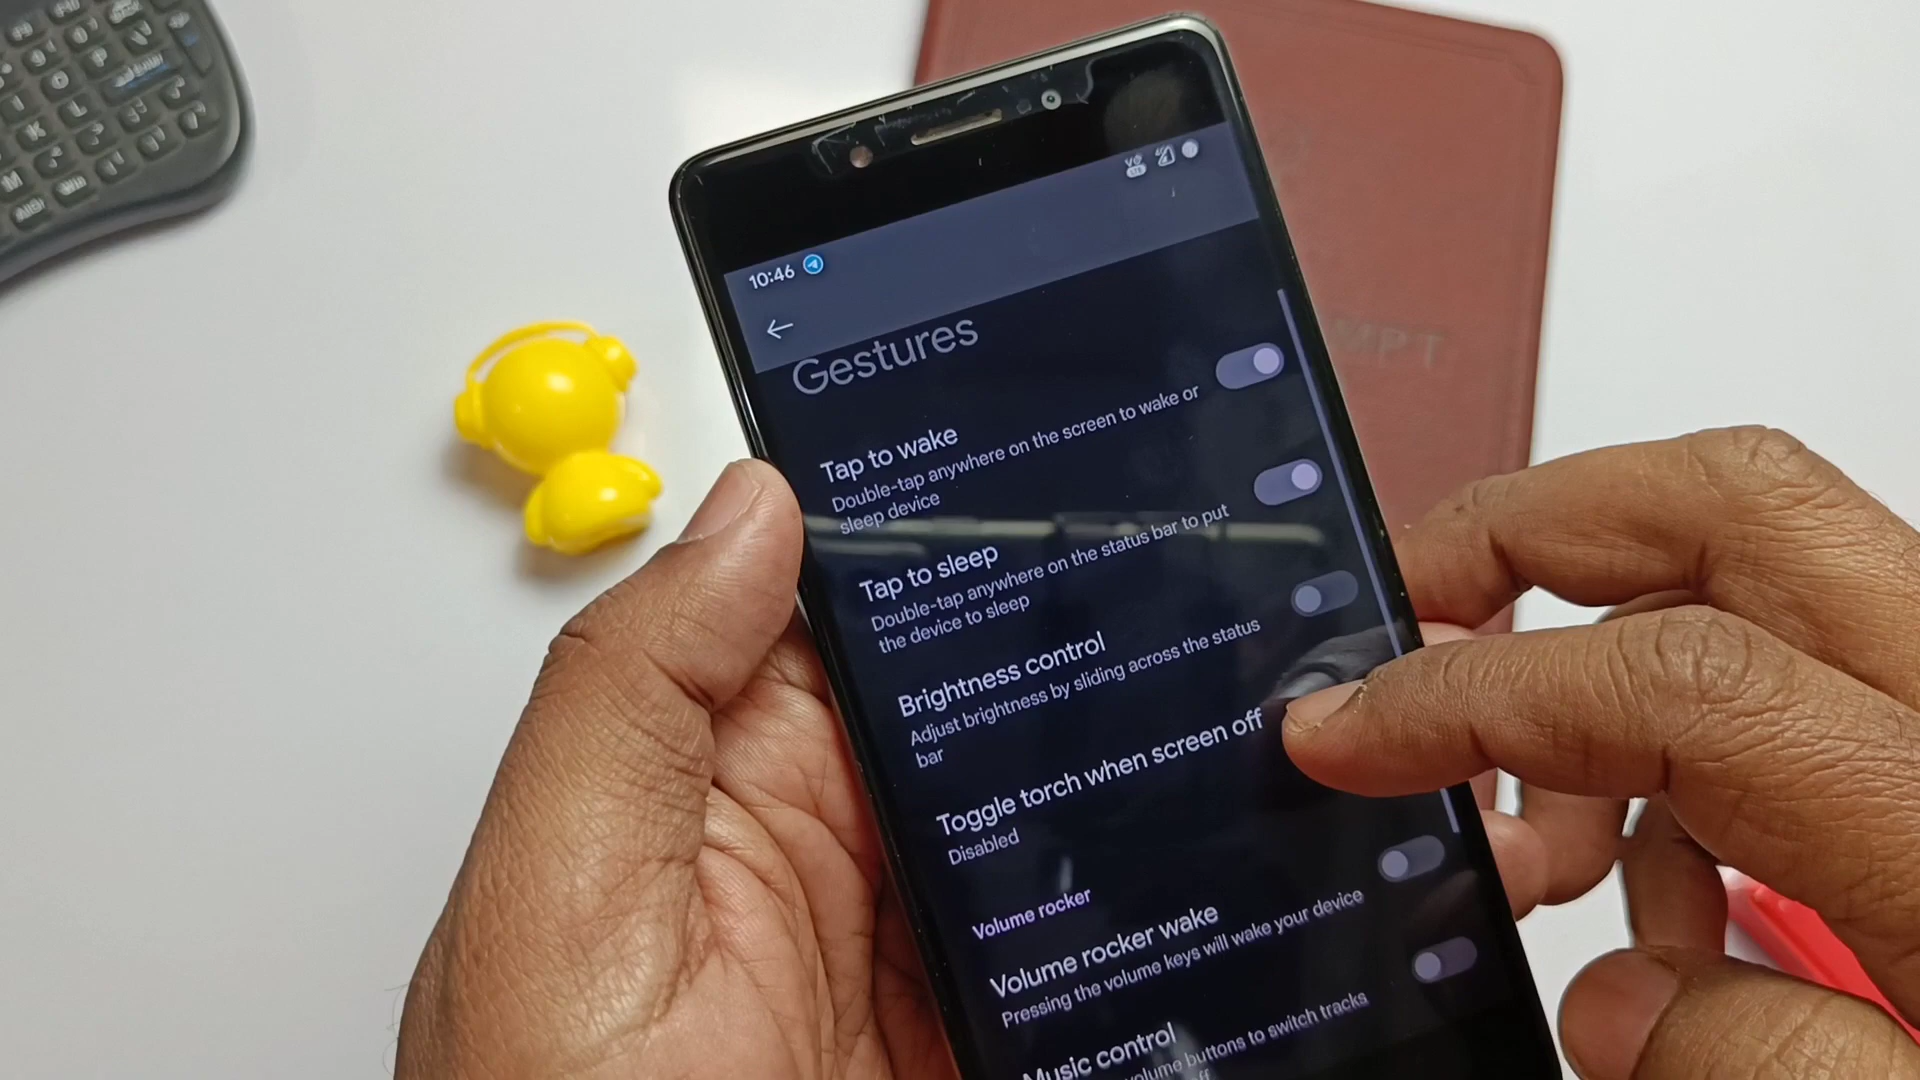 10:46
Gestures
Tap to wake
Double-tap anywhere on the screen to wake or
sleep device
Tap to sleep
Double-tap anywhere on the status bar to put
the device to sleep
Brightness control
Adjust brightness by sliding across the status
bar
Toggle torch when screen off
Disabled
Volume rocker
Volume rocker wake
Pressing the volume keys will wake your device
Music control
volume buttons to switch tracks